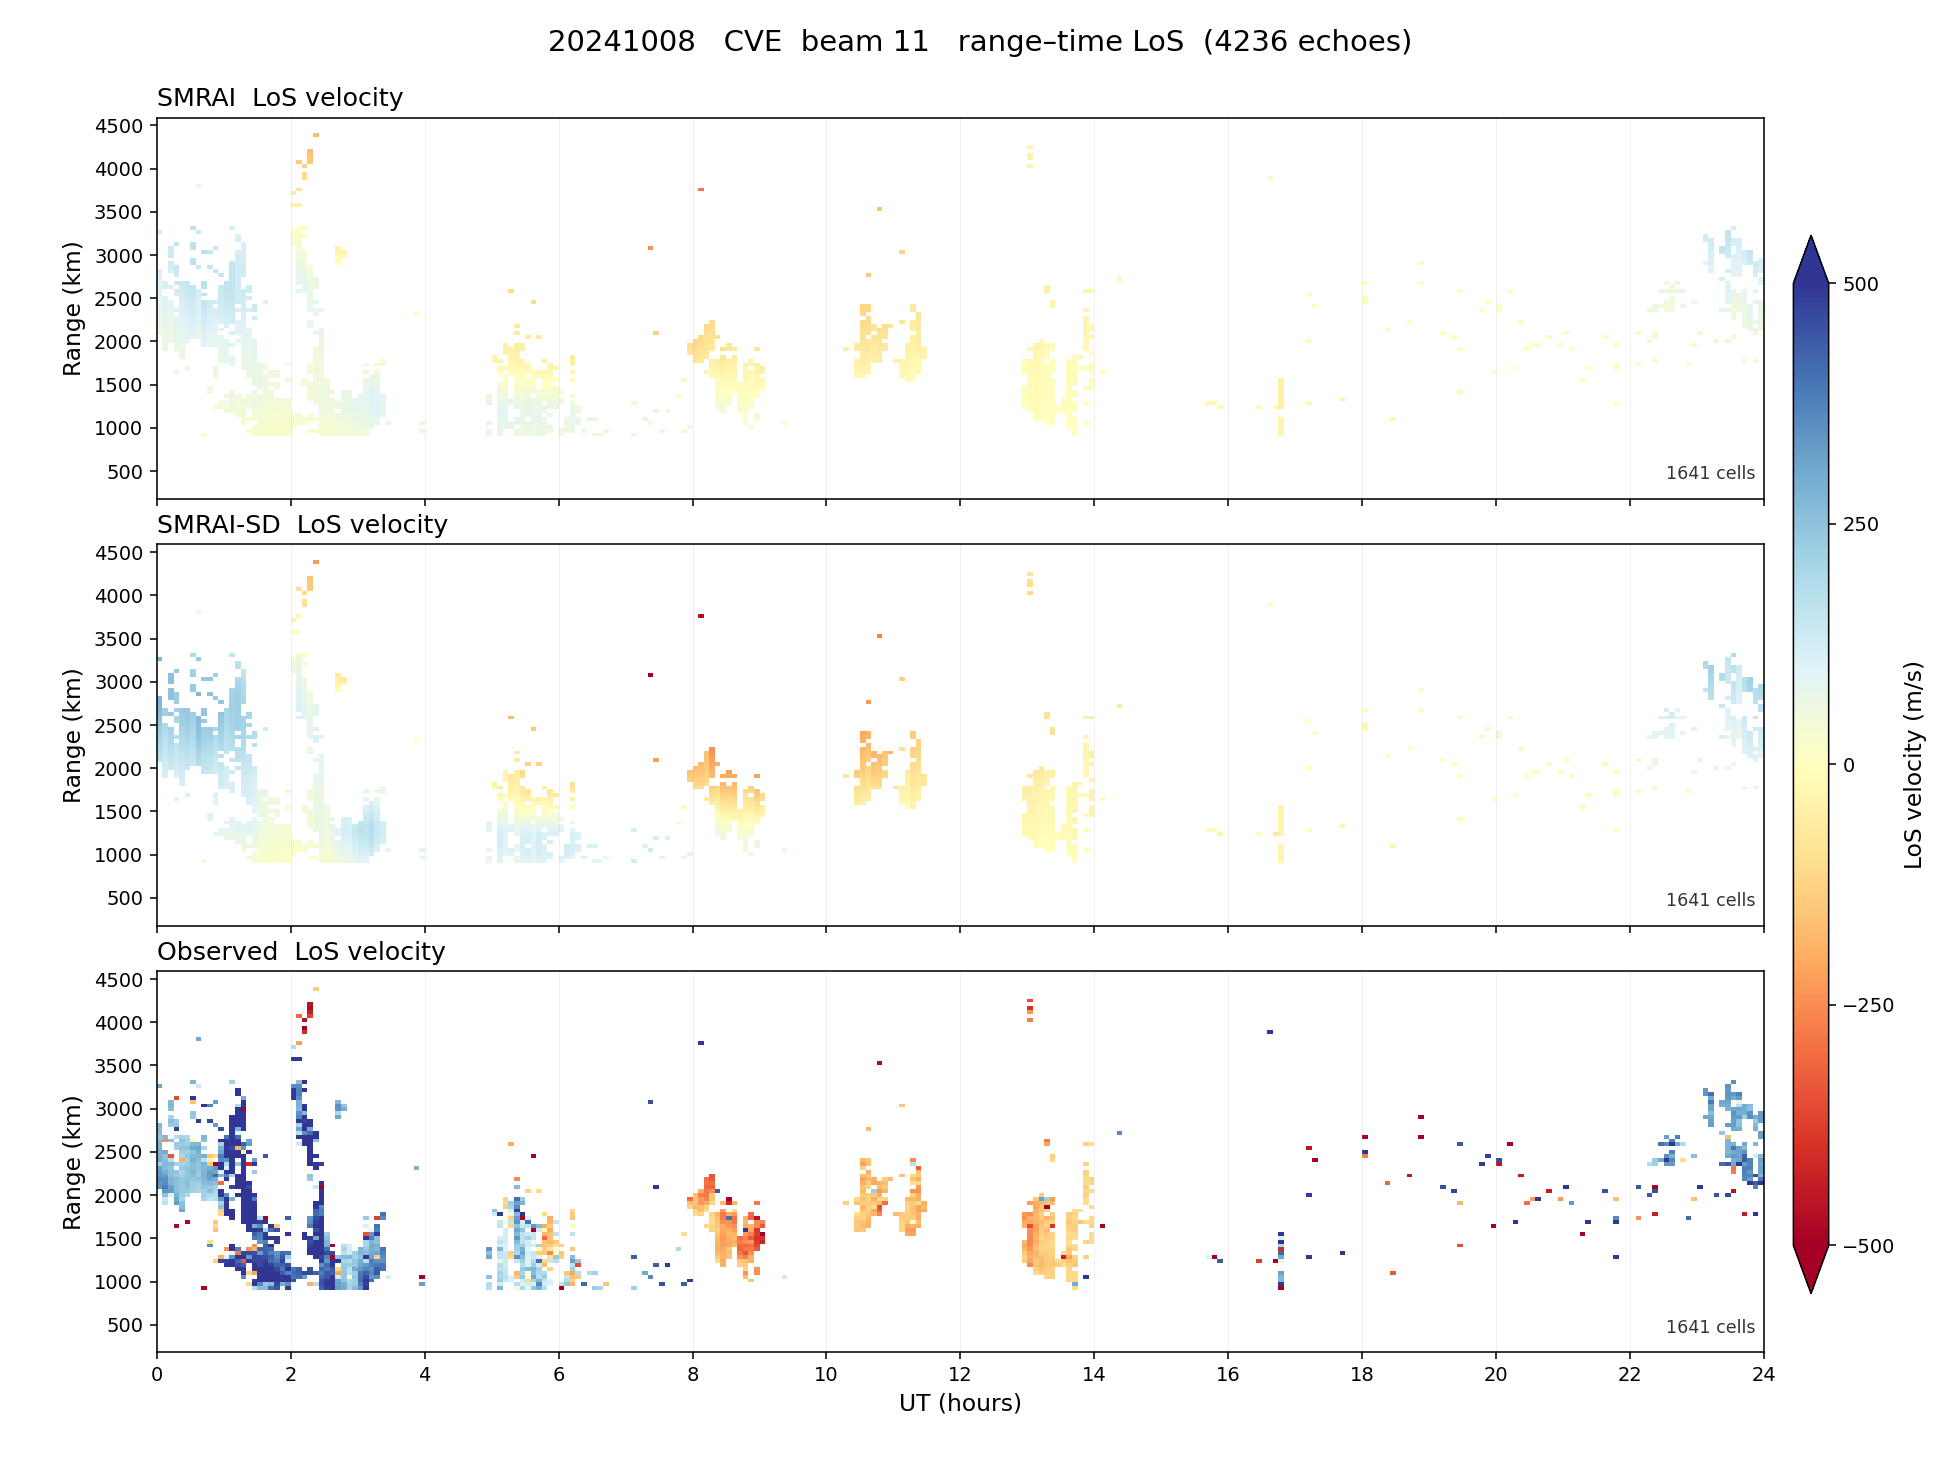 20241008   CVE  beam 11   range–time LoS  (4236 echoes)
SMRAI  LoS velocity
4500
4000
3500
3000
2500
2000
1500
1000
500
Range (km)
1641 cells
SMRAI-SD  LoS velocity
4500
4000
3500
3000
2500
2000
1500
1000
500
Range (km)
1641 cells
Observed  LoS velocity
4500
4000
3500
3000
2500
2000
1500
1000
500
Range (km)
1641 cells
0 2 4 6 8 10 12 14 16 18 20 22 24
UT (hours)
500
250
0
−250
−500
LoS velocity (m/s)